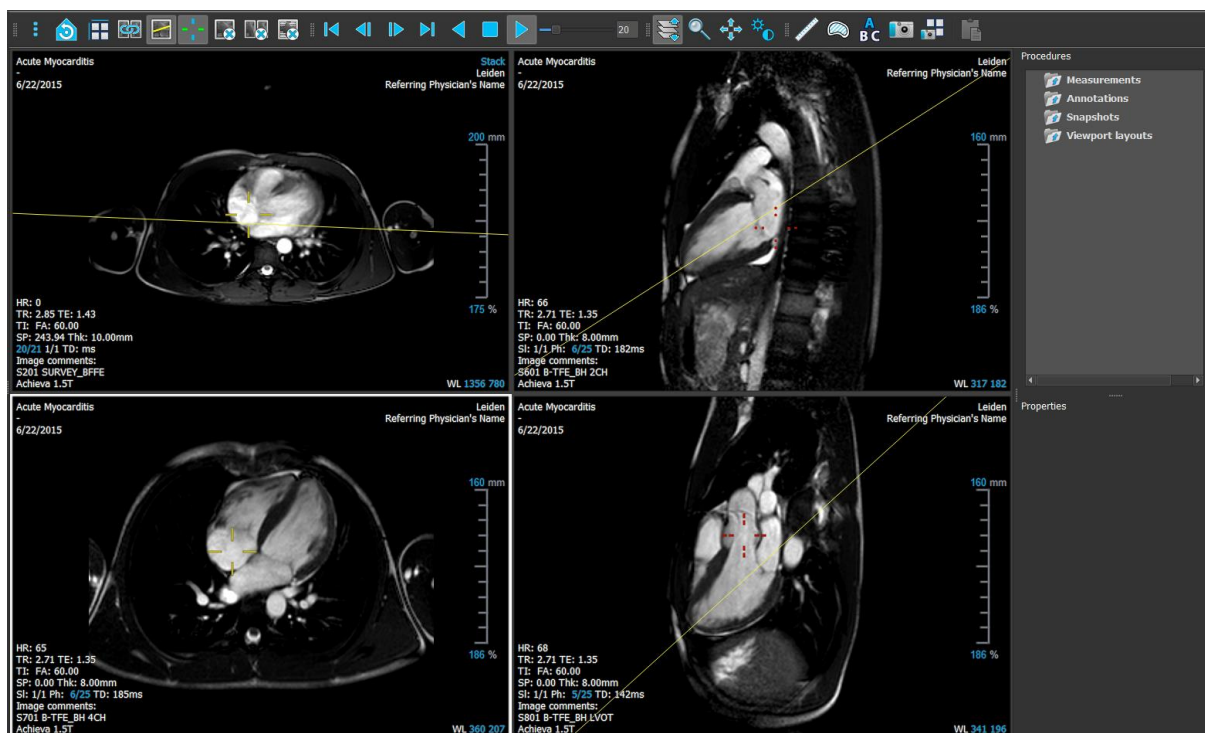 20
A
B C
Acute Myocarditis
-
6/22/2015
Stack
Leiden
Referring Physician's Name
200 mm
175 %
HR: 0
TR: 2.85 TE: 1.43
TI: FA: 60.00
SP: 243.94 Thk: 10.00mm
20/21 1/1 TD: ms
Image comments:
S201 SURVEY_BFFE
Achieva 1.5T
WL 1356 780
Acute Myocarditis
-
6/22/2015
Leiden
Referring Physician's Name
160 mm
186 %
HR: 66
TR: 2.71 TE: 1.35
TI: FA: 60.00
SP: 0.00 Thk: 8.00mm
Sl: 1/1 Ph: 6/25 TD: 182ms
Image comments:
S601 B-TFE_BH 2CH
Achieva 1.5T
WL 317 182
Acute Myocarditis
-
6/22/2015
Leiden
Referring Physician's Name
160 mm
186 %
HR: 65
TR: 2.71 TE: 1.35
TI: FA: 60.00
SP: 0.00 Thk: 8.00mm
Sl: 1/1 Ph: 6/25 TD: 185ms
Image comments:
S701 B-TFE_BH 4CH
Achieva 1.5T
WL 360 207
Acute Myocarditis
-
6/22/2015
Leiden
Referring Physician's Name
160 mm
186 %
HR: 68
TR: 2.71 TE: 1.35
TI: FA: 60.00
SP: 0.00 Thk: 8.00mm
Sl: 1/1 Ph: 5/25 TD: 142ms
Image comments:
S801 B-TFE_BH LVOT
Achieva 1.5T
WL 341 196
Procedures
Measurements
Annotations
Snapshots
Viewport layouts
Properties